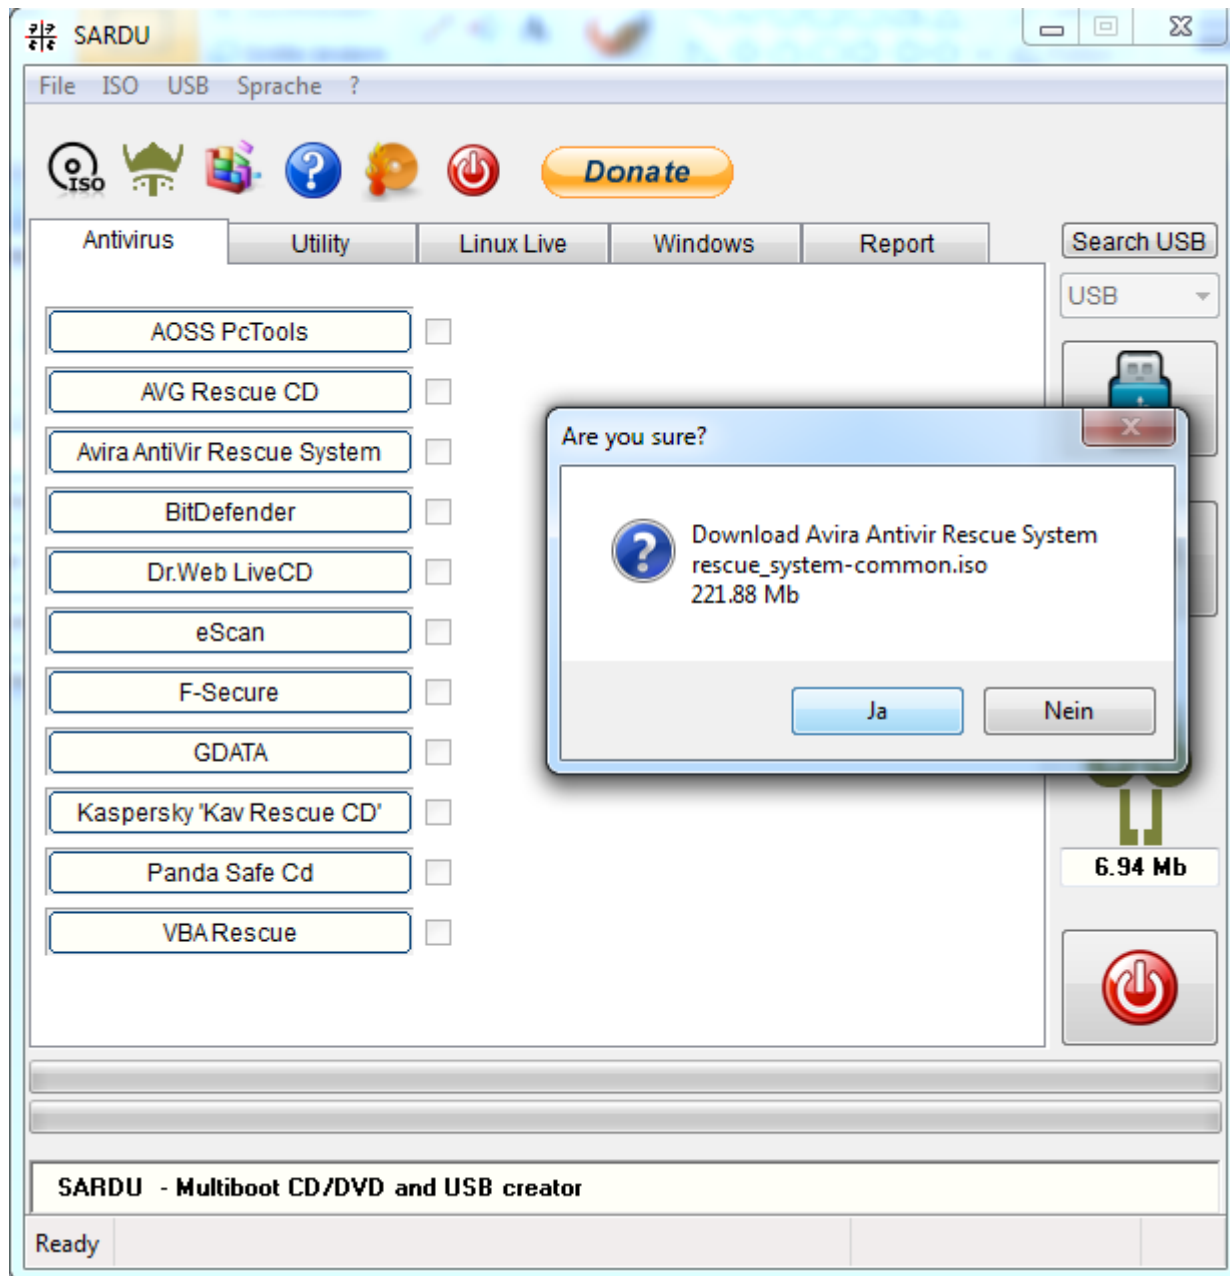 SARDU
File ISO USB Sprache ?
ISO
Donate
Antivirus Utility Linux Live Windows Report
Search USB
USB
AOSS PcTools
AVG Rescue CD
Avira AntiVir Rescue System
BitDefender
Dr.Web LiveCD
eScan
F-Secure
GDATA
Kaspersky 'Kav Rescue CD'
Panda Safe Cd
VBA Rescue
Are you sure?
Download Avira Antivir Rescue System
rescue_system-common.iso
221.88 Mb
Ja Nein
6.94 Mb
SARDU - Multiboot CD/DVD and USB creator
Ready